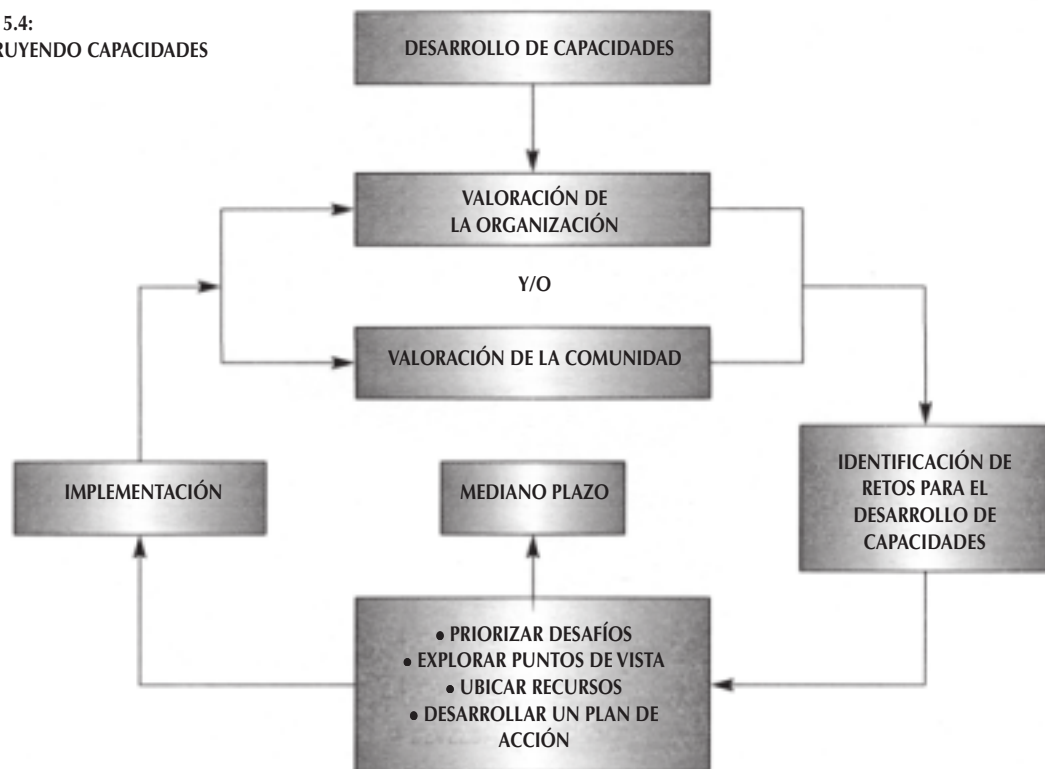 5.4:
RUYENDO CAPACIDADES
DESARROLLO DE CAPACIDADES
VALORACIÓN DE
LA ORGANIZACIÓN
Y/O
VALORACIÓN DE LA COMUNIDAD
IDENTIFICACIÓN DE
RETOS PARA EL
DESARROLLO DE
CAPACIDADES
IMPLEMENTACIÓN
MEDIANO PLAZO
• PRIORIZAR DESAFÍOS
• EXPLORAR PUNTOS DE VISTA
• UBICAR RECURSOS
• DESARROLLAR UN PLAN DE
ACCIÓN